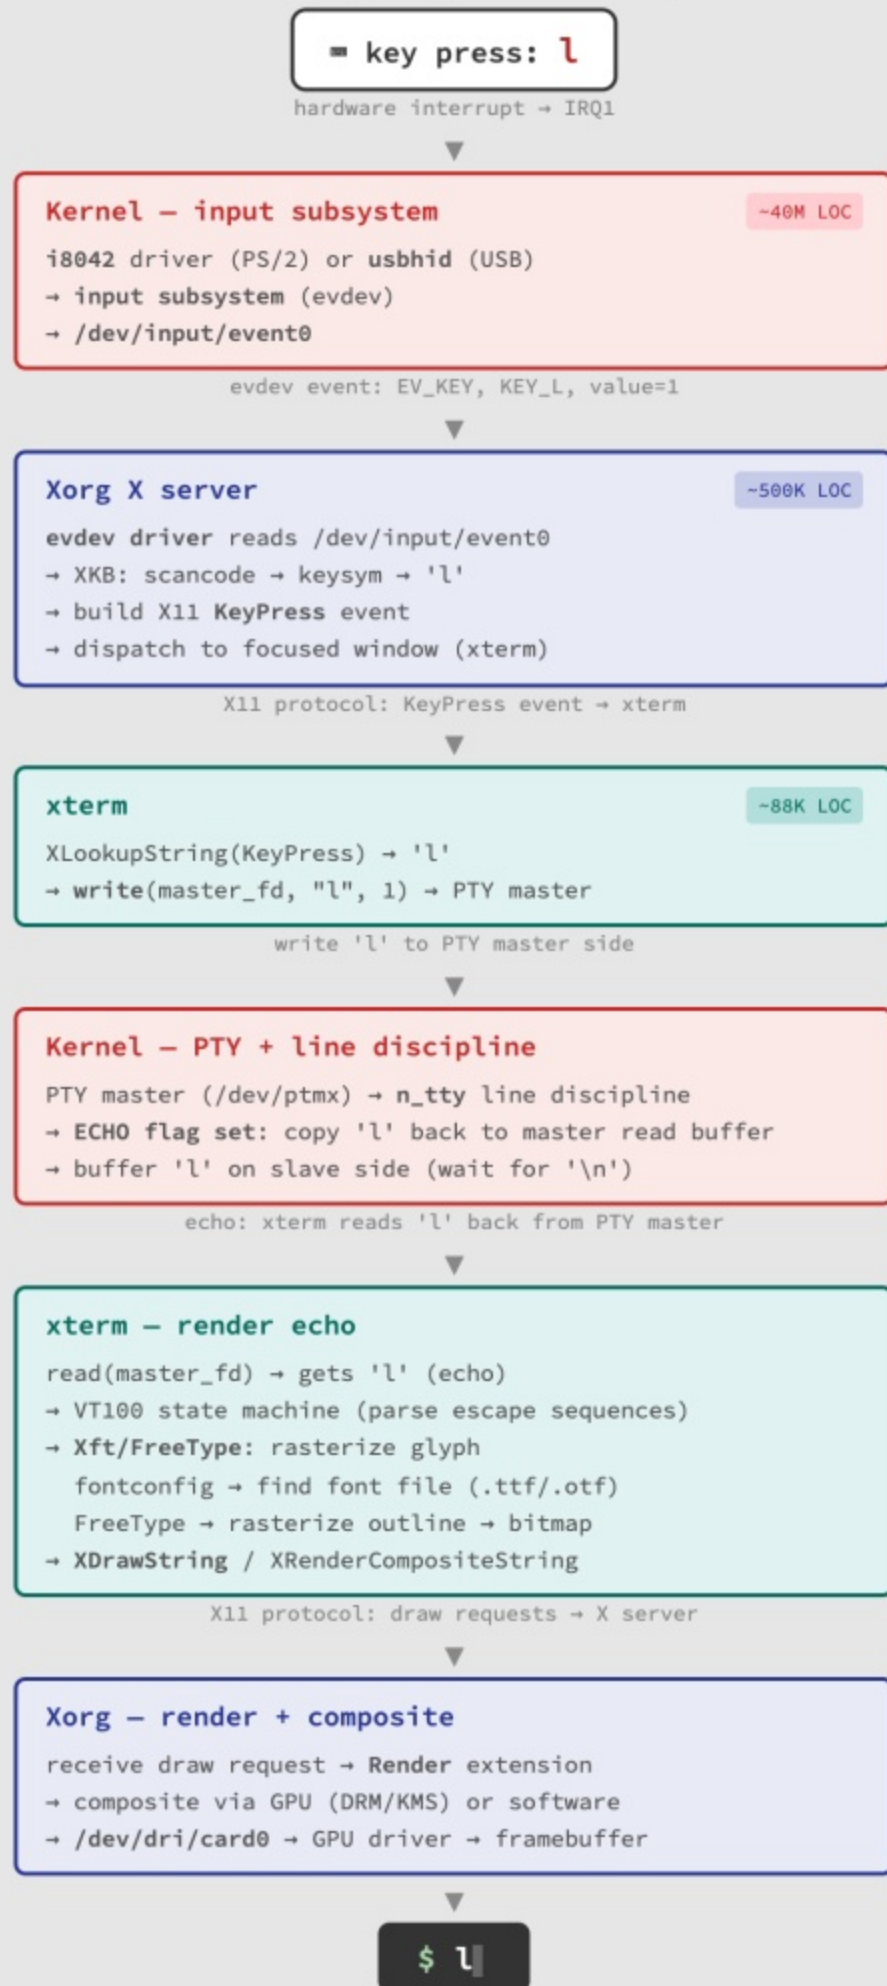 key press: l
hardware interrupt → IRQ1
Kernel — input subsystem
~40M LOC
i8042 driver (PS/2) or usbhid (USB)
→ input subsystem (evdev)
→ /dev/input/event0
evdev event: EV_KEY, KEY_L, value=1
Xorg X server
~500K LOC
evdev driver reads /dev/input/event0
→ XKB: scancode → keysym → 'l'
→ build X11 KeyPress event
→ dispatch to focused window (xterm)
X11 protocol: KeyPress event → xterm
xterm
~88K LOC
XLookupString(KeyPress) → 'l'
→ write(master_fd, "l", 1) → PTY master
write 'l' to PTY master side
Kernel — PTY + line discipline
PTY master (/dev/ptmx) → n_tty line discipline
→ ECHO flag set: copy 'l' back to master read buffer
→ buffer 'l' on slave side (wait for '\n')
echo: xterm reads 'l' back from PTY master
xterm — render echo
read(master_fd) → gets 'l' (echo)
→ VT100 state machine (parse escape sequences)
→ Xft/FreeType: rasterize glyph
fontconfig → find font file (.ttf/.otf)
FreeType → rasterize outline → bitmap
→ XDrawString / XRenderCompositeString
X11 protocol: draw requests → X server
Xorg — render + composite
receive draw request → Render extension
→ composite via GPU (DRM/KMS) or software
→ /dev/dri/card0 → GPU driver → framebuffer
$ l